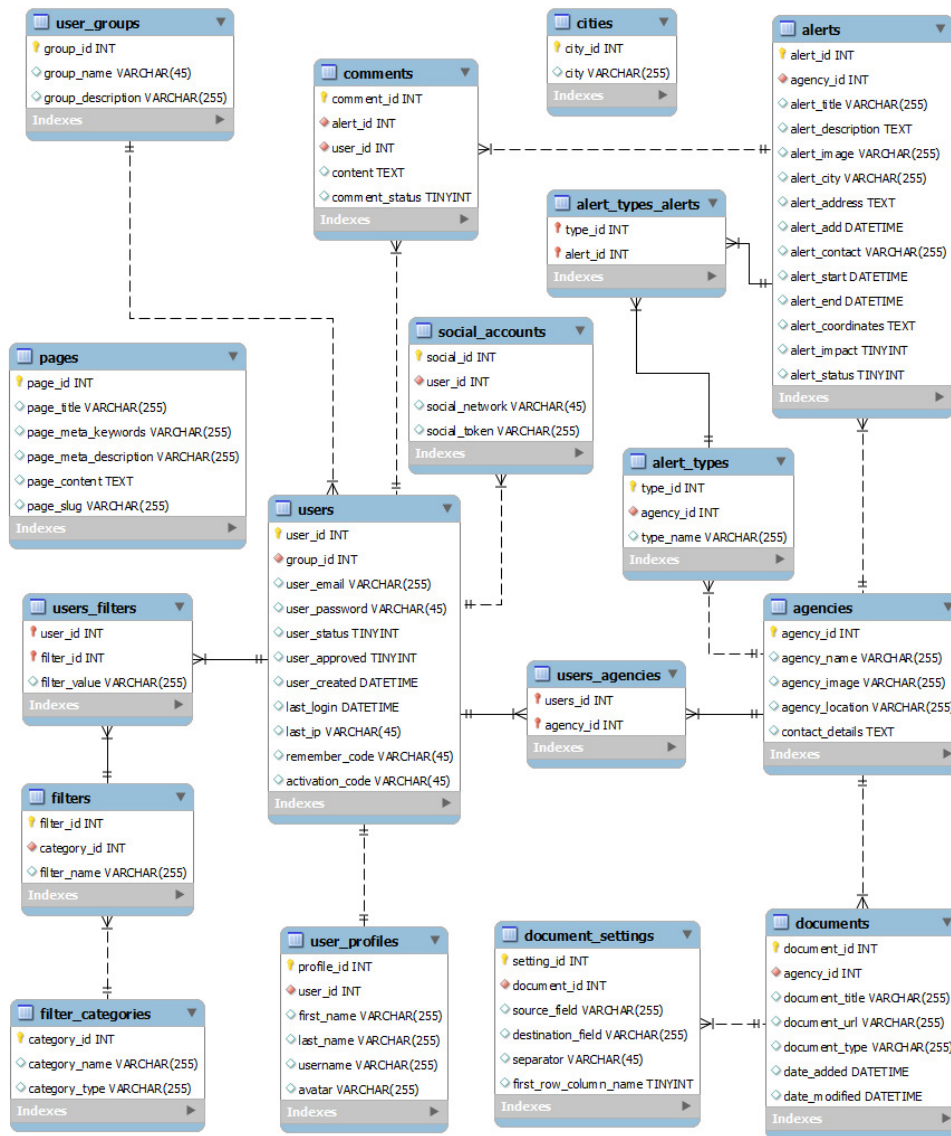 user_groups
group_id INT
group_name VARCHAR(45)
group_description VARCHAR(255)
Indexes
comments
comment_id INT
alert_id INT
user_id INT
content TEXT
comment_status TINYINT
Indexes
cities
city_id INT
city VARCHAR(255)
Indexes
alerts
alert_id INT
agency_id INT
alert_title VARCHAR(255)
alert_description TEXT
alert_image VARCHAR(255)
alert_city VARCHAR(255)
alert_address TEXT
alert_add DATETIME
alert_contact VARCHAR(255)
alert_start DATETIME
alert_end DATETIME
alert_coordinates TEXT
alert_impact TINYINT
alert_status TINYINT
Indexes
alert_types_alerts
type_id INT
alert_id INT
Indexes
social_accounts
social_id INT
user_id INT
social_network VARCHAR(45)
social_token VARCHAR(255)
Indexes
pages
page_id INT
page_title VARCHAR(255)
page_meta_keywords VARCHAR(255)
page_meta_description VARCHAR(255)
page_content TEXT
page_slug VARCHAR(255)
Indexes
alert_types
type_id INT
agency_id INT
type_name VARCHAR(255)
Indexes
users
user_id INT
group_id INT
user_email VARCHAR(255)
user_password VARCHAR(45)
user_status TINYINT
user_approved TINYINT
user_created DATETIME
last_login DATETIME
last_ip VARCHAR(45)
remember_code VARCHAR(45)
activation_code VARCHAR(45)
Indexes
users_filters
user_id INT
filter_id INT
filter_value VARCHAR(255)
Indexes
agencies
agency_id INT
agency_name VARCHAR(255)
agency_image VARCHAR(255)
agency_location VARCHAR(255)
contact_details TEXT
Indexes
users_agencies
users_id INT
agency_id INT
Indexes
filters
filter_id INT
category_id INT
filter_name VARCHAR(255)
Indexes
user_profiles
profile_id INT
user_id INT
first_name VARCHAR(255)
last_name VARCHAR(255)
username VARCHAR(255)
avatar VARCHAR(255)
Indexes
document_settings
setting_id INT
document_id INT
source_field VARCHAR(255)
destination_field VARCHAR(255)
separator VARCHAR(45)
first_row_column_name TINYINT
Indexes
documents
document_id INT
agency_id INT
document_title VARCHAR(255)
document_url VARCHAR(255)
document_type VARCHAR(255)
date_added DATETIME
date_modified DATETIME
Indexes
filter_categories
category_id INT
category_name VARCHAR(255)
category_type VARCHAR(255)
Indexes